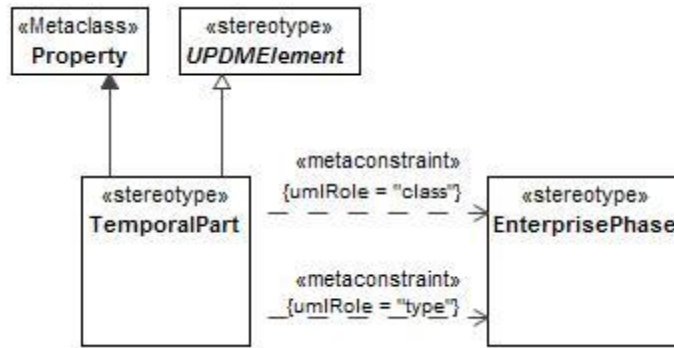 «Metaclass»
Property
«stereotype»
UPDMElement
«stereotype»
TemporalPart
«metaconstraint»
{umlRole = "class"}
«metaconstraint»
{umlRole = "type"}
«stereotype»
EnterprisePhase